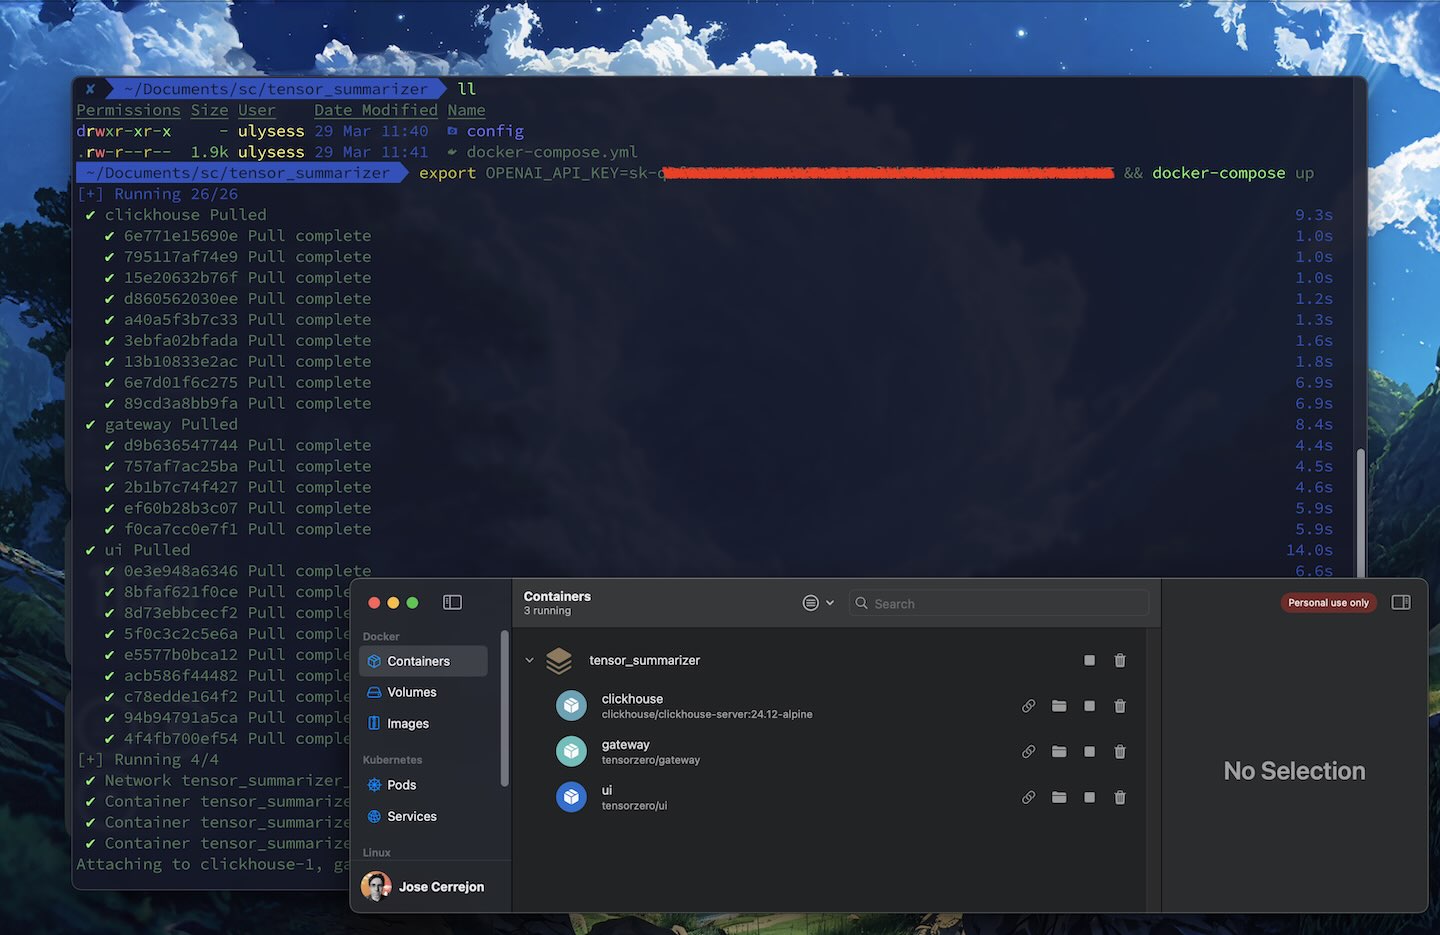 ✘ ~/Documents/sc/tensor_summarizer ll
Permissions Size User Date Modified Name
drwxr-xr-x - ulysess 29 Mar 11:40 config
.rw-r--r-- 1.9k ulysess 29 Mar 11:41 docker-compose.yml
~/Documents/sc/tensor_summarizer export OPENAI_API_KEY=sk- && docker-compose up
[+] Running 26/26
✔ clickhouse Pulled 9.3s
✔ 6e771e15690e Pull complete 1.0s
✔ 795117af74e9 Pull complete 1.0s
✔ 15e20632b76f Pull complete 1.0s
✔ d860562030ee Pull complete 1.2s
✔ a40a5f3b7c33 Pull complete 1.3s
✔ 3ebfa02bfada Pull complete 1.6s
✔ 13b10833e2ac Pull complete 1.8s
✔ 6e7d01f6c275 Pull complete 6.9s
✔ 89cd3a8bb9fa Pull complete 6.9s
✔ gateway Pulled 8.4s
✔ d9b636547744 Pull complete 4.4s
✔ 757af7ac25ba Pull complete 4.5s
✔ 2b1b7c74f427 Pull complete 4.6s
✔ ef60b28b3c07 Pull complete 5.9s
✔ f0ca7cc0e7f1 Pull complete 5.9s
✔ ui Pulled 14.0s
✔ 0e3e948a6346 Pull complete 6.6s
✔ 8bfaf621f0ce Pull comple
✔ 8d73ebbcecf2 Pull comple
✔ 5f0c3c2c5e6a Pull comple
✔ e5577b0bca12 Pull comple
✔ acb586f44482 Pull comple
✔ c78edde164f2 Pull comple
✔ 94b94791a5ca Pull comple
✔ 4f4fb700ef54 Pull comple
[+] Running 4/4
✔ Network tensor_summarizer_
✔ Container tensor_summarize
✔ Container tensor_summarize
✔ Container tensor_summarize
Attaching to clickhouse-1, ga
Docker
Containers
Volumes
Images
Kubernetes
Pods
Services
Linux
Jose Cerrejon
Containers
3 running
Search
tensor_summarizer
clickhouse
clickhouse/clickhouse-server:24.12-alpine
gateway
tensorzero/gateway
ui
tensorzero/ui
Personal use only
No Selection